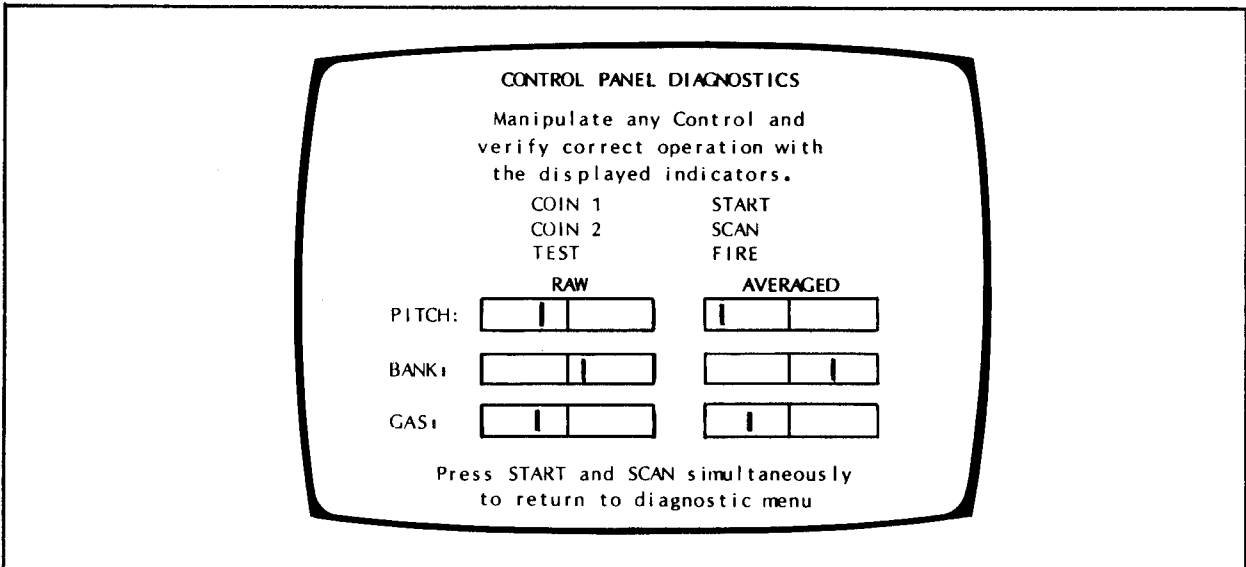 CONTROL PANEL DIAGNOSTICS
Manipulate any Control and
verify correct operation with
the displayed indicators.
COIN 1 START
COIN 2 SCAN
TEST FIRE
RAW AVERAGED
PITCH:
BANK:
GAS:
Press START and SCAN simultaneously
to return to diagnostic menu